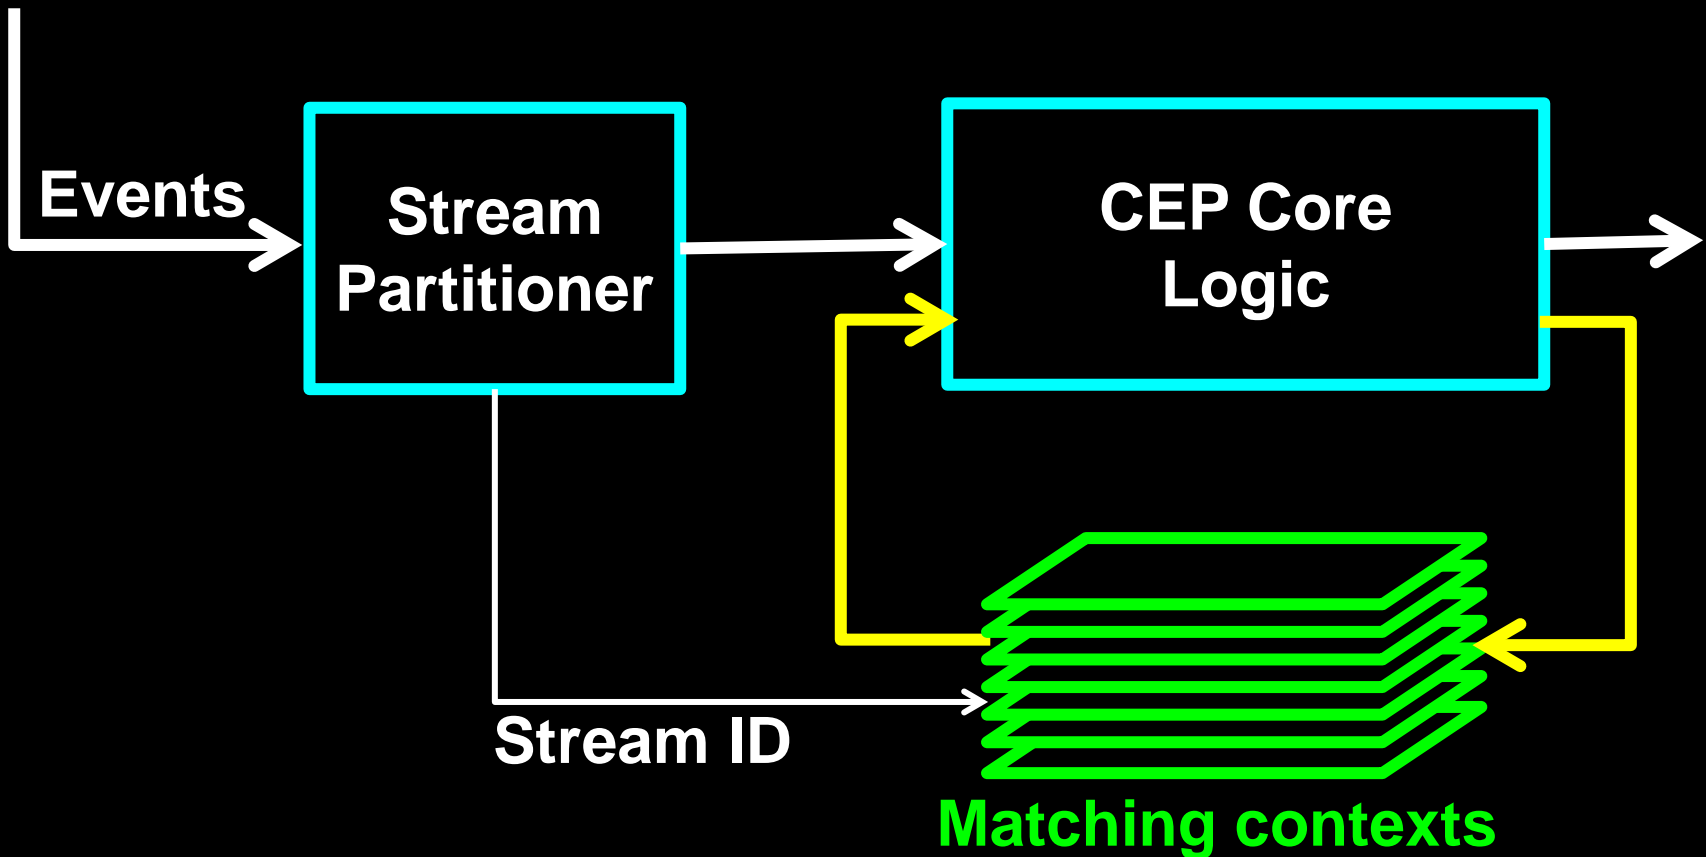 Events
Stream
Partitioner
CEP Core
Logic
Stream ID
Matching contexts